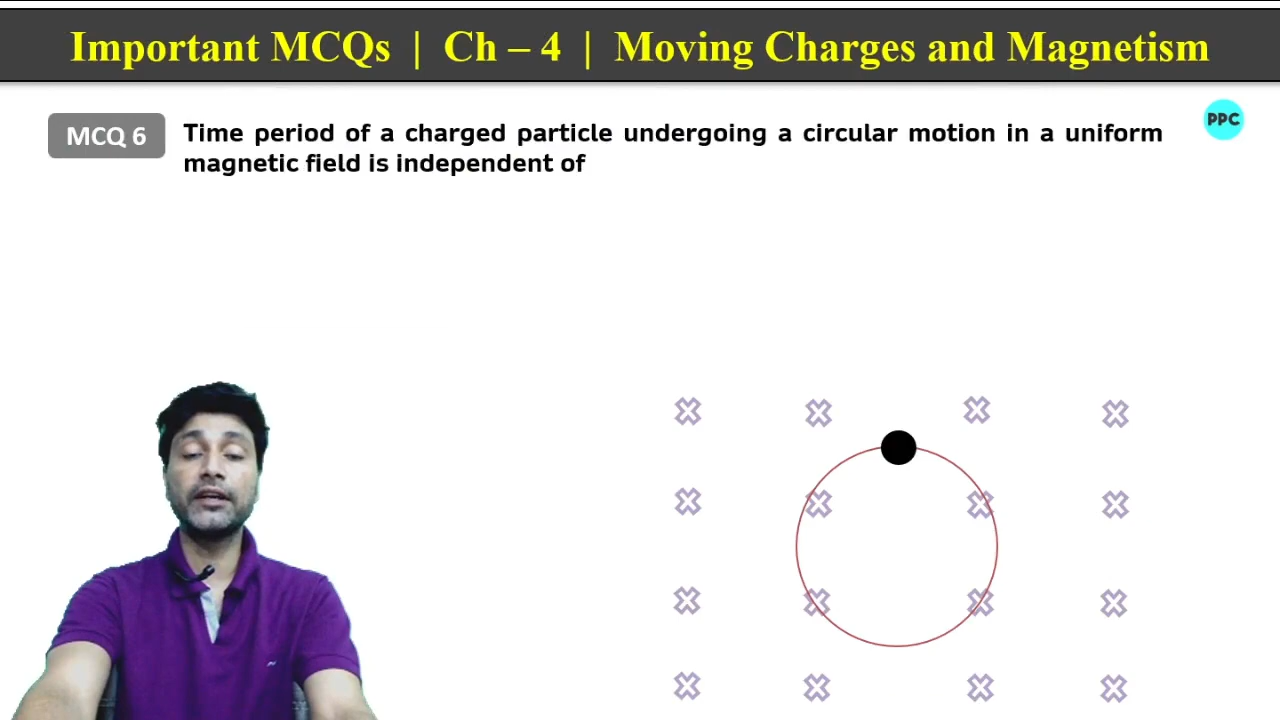 Important MCQs | Ch – 4 | Moving Charges and Magnetism
MCQ 6
Time period of a charged particle undergoing a circular motion in a uniform
magnetic field is independent of
PPC